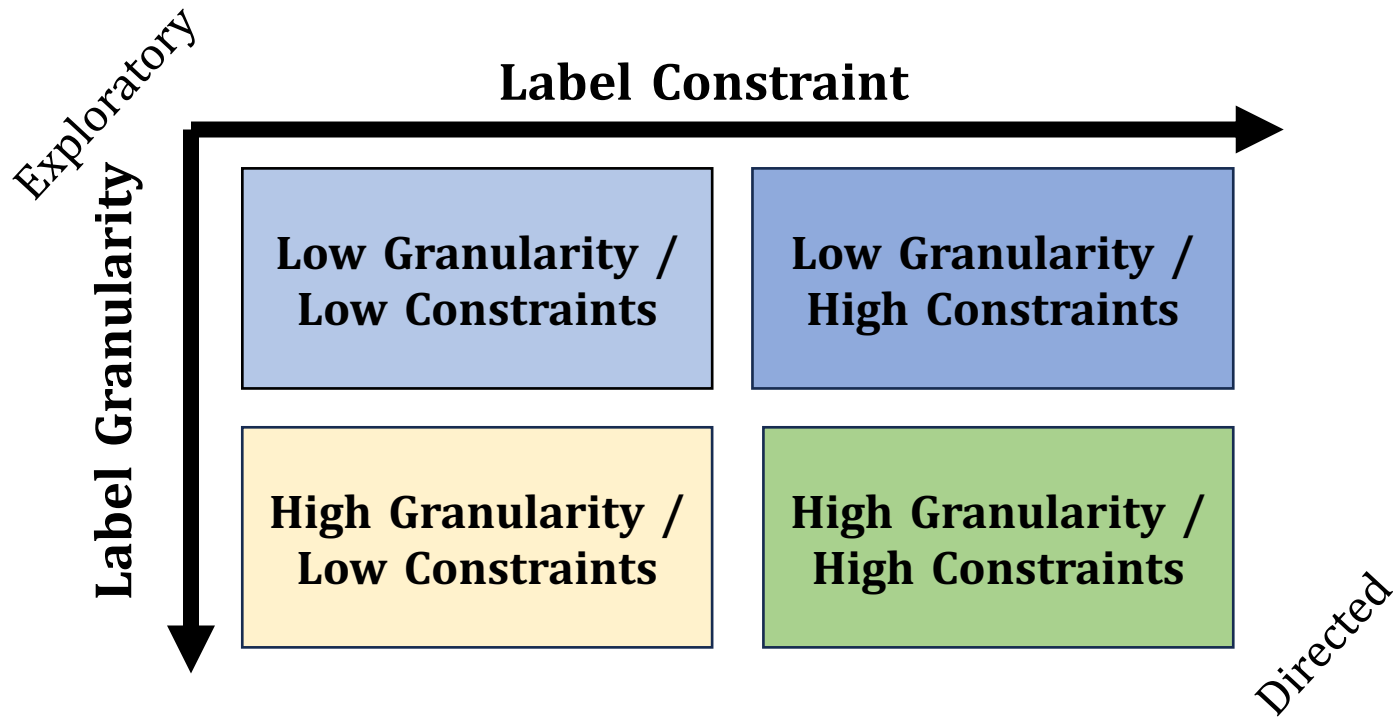 Exploratory
Label Constraint
Label Granularity
Low Granularity /
Low Constraints
Low Granularity /
High Constraints
High Granularity /
Low Constraints
High Granularity /
High Constraints
Directed